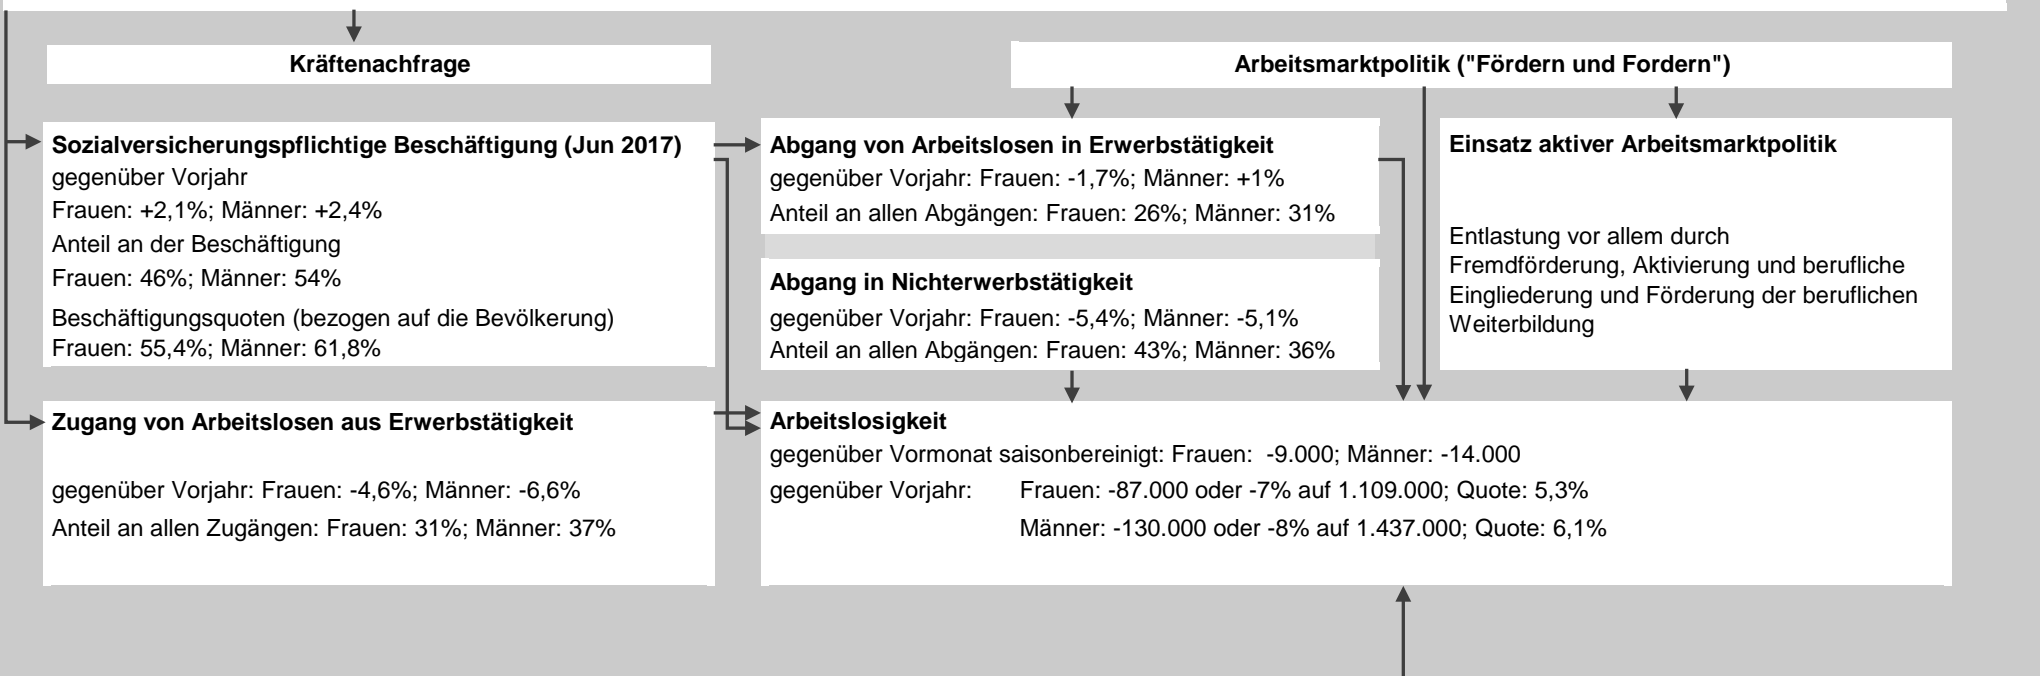 Kräftenachfrage
Arbeitsmarktpolitik ("Fördern und Fordern")
Sozialversicherungspflichtige Beschäftigung (Jun 2017)
gegenüber Vorjahr
Frauen: +2,1%; Männer: +2,4%
Anteil an der Beschäftigung
Frauen: 46%; Männer: 54%
Beschäftigungsquoten (bezogen auf die Bevölkerung)
Frauen: 55,4%; Männer: 61,8%
Abgang von Arbeitslosen in Erwerbstätigkeit
gegenüber Vorjahr: Frauen: -1,7%; Männer: +1%
Anteil an allen Abgängen: Frauen: 26%; Männer: 31%
Abgang in Nichterwerbstätigkeit
gegenüber Vorjahr: Frauen: -5,4%; Männer: -5,1%
Anteil an allen Abgängen: Frauen: 43%; Männer: 36%
Einsatz aktiver Arbeitsmarktpolitik
Entlastung vor allem durch
Fremdförderung, Aktivierung und berufliche
Eingliederung und Förderung der beruflichen
Weiterbildung
Zugang von Arbeitslosen aus Erwerbstätigkeit
gegenüber Vorjahr: Frauen: -4,6%; Männer: -6,6%
Anteil an allen Zugängen: Frauen: 31%; Männer: 37%
Arbeitslosigkeit
gegenüber Vormonat saisonbereinigt: Frauen: -9.000; Männer: -14.000
gegenüber Vorjahr: Frauen: -87.000 oder -7% auf 1.109.000; Quote: 5,3%
Männer: -130.000 oder -8% auf 1.437.000; Quote: 6,1%